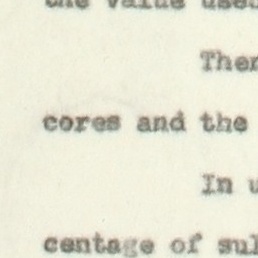 the value used
Then
cores and the
In
centage of sul